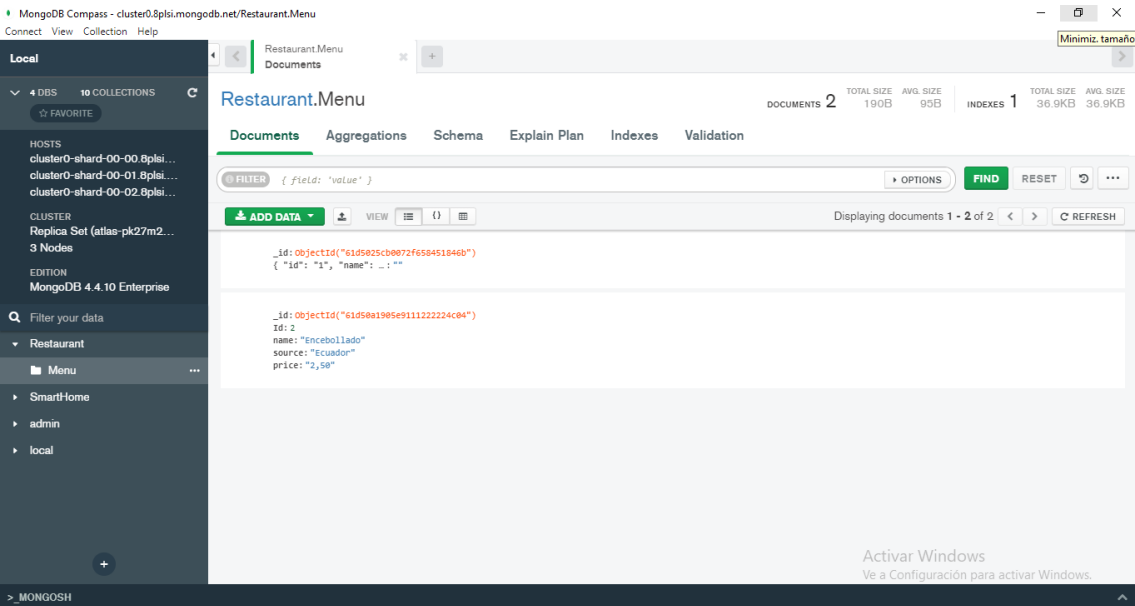 MongoDB Compass - cluster0.8plsi.mongodb.net/Restaurant.Menu
Connect View Collection Help
Minimiz. tamaño
Local
4 DBS 10 COLLECTIONS
FAVORITE
HOSTS
cluster0-shard-00-00.8plsi...
cluster0-shard-00-01.8plsi....
cluster0-shard-00-02.8plsi...
CLUSTER
Replica Set (atlas-pk27m2...
3 Nodes
EDITION
MongoDB 4.4.10 Enterprise
Filter your data
Restaurant
Menu
SmartHome
admin
local
Restaurant.Menu
Documents
Restaurant.Menu
DOCUMENTS 2 TOTAL SIZE 190B AVG. SIZE 95B INDEXES 1 TOTAL SIZE 36.9KB AVG. SIZE 36.9KB
Documents Aggregations Schema Explain Plan Indexes Validation
FILTER { field: 'value' } OPTIONS FIND RESET
ADD DATA VIEW {} Displaying documents 1 - 2 of 2 REFRESH
_id:ObjectId("61d5025cb0072f658451846b")
{ "id": "1", "name": …:""
_id:ObjectId("61d50a1905e9111222224c04")
Id:2
name:"Encebollado"
source:"Ecuador"
price:"2,50"
Activar Windows
Ve a Configuración para activar Windows.
>_MONGOSH